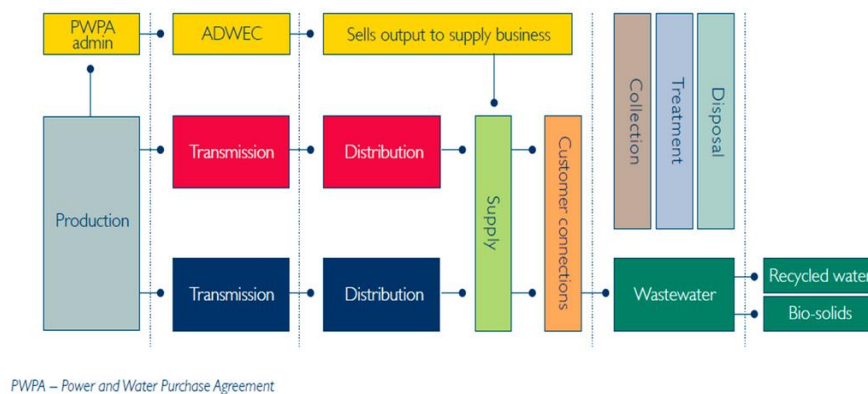 PWPA
admin
ADWEC
Sells output to supply business
Production
Transmission
Distribution
Transmission
Distribution
Supply
Customer connections
Collection
Treatment
Disposal
Wastewater
Recycled water
Bio-solids
PWPA – Power and Water Purchase Agreement